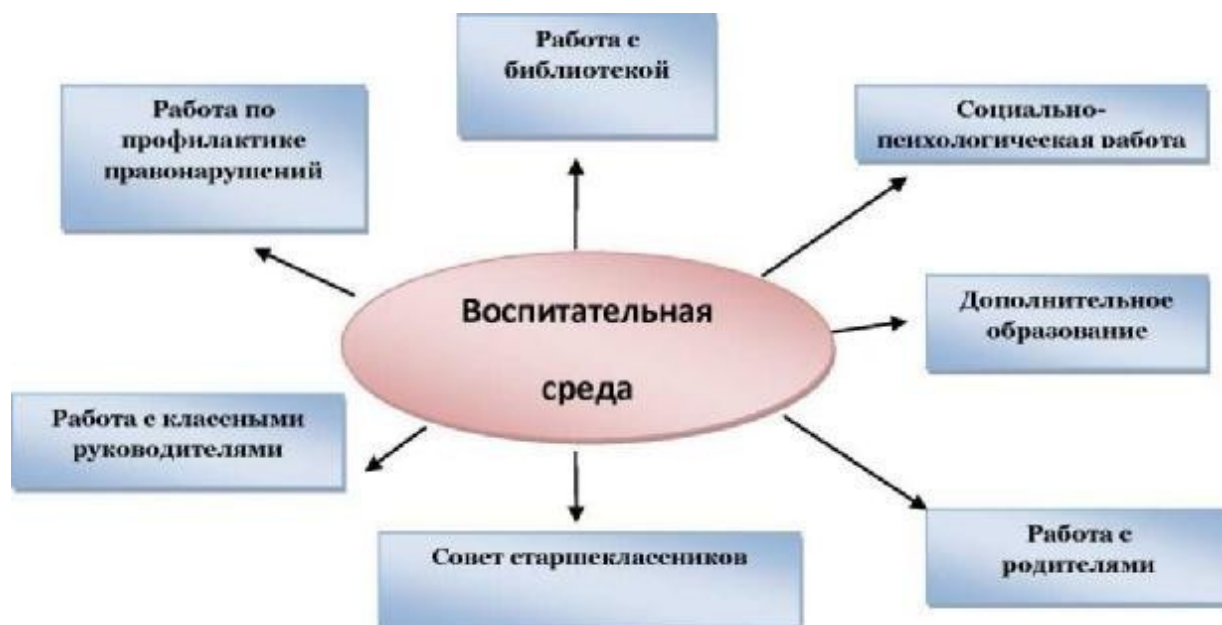 Работа с
библиотекой
Работа по
профилактике
правонарушений
Социально-
психологическая работа
Воспитательная
среда
Дополнительное
образование
Работа с классными
руководителями
Совет старшеклассников
Работа с
родителями